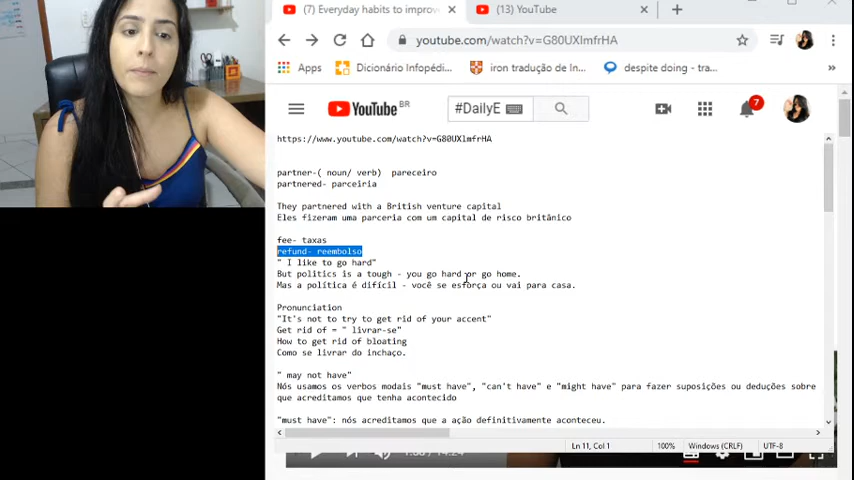 (7) Everyday habits to improv
(13) YouTube
youtube.com/watch?v=G80UXlmfrHA
Apps
Dicionário Infopédi...
iron tradução de In...
despite doing - tra...
»
YouTube BR
#DailyE
7
https://www.youtube.com/watch?v=G80UXlmfrHA
partner-( noun/ verb) pareceiro
partnered- parceiria
They partnered with a British venture capital
Eles fizeram uma parceria com um capital de risco britânico
fee- taxas
refund- reembolso
" I like to go hard"
But politics is a tough - you go hard or go home.
Mas a política é difícil - você se esforça ou vai para casa.
Pronunciation
"It's not to try to get rid of your accent"
Get rid of = " livrar-se"
How to get rid of bloating
Como se livrar do inchaço.
" may not have"
Nós usamos os verbos modais "must have", "can't have" e "might have" para fazer suposições ou deduções sobre
que acreditamos que tenha acontecido
"must have": nós acreditamos que a ação definitivamente aconteceu.
Ln 11, Col 1
100%
Windows (CRLF)
UTF-8